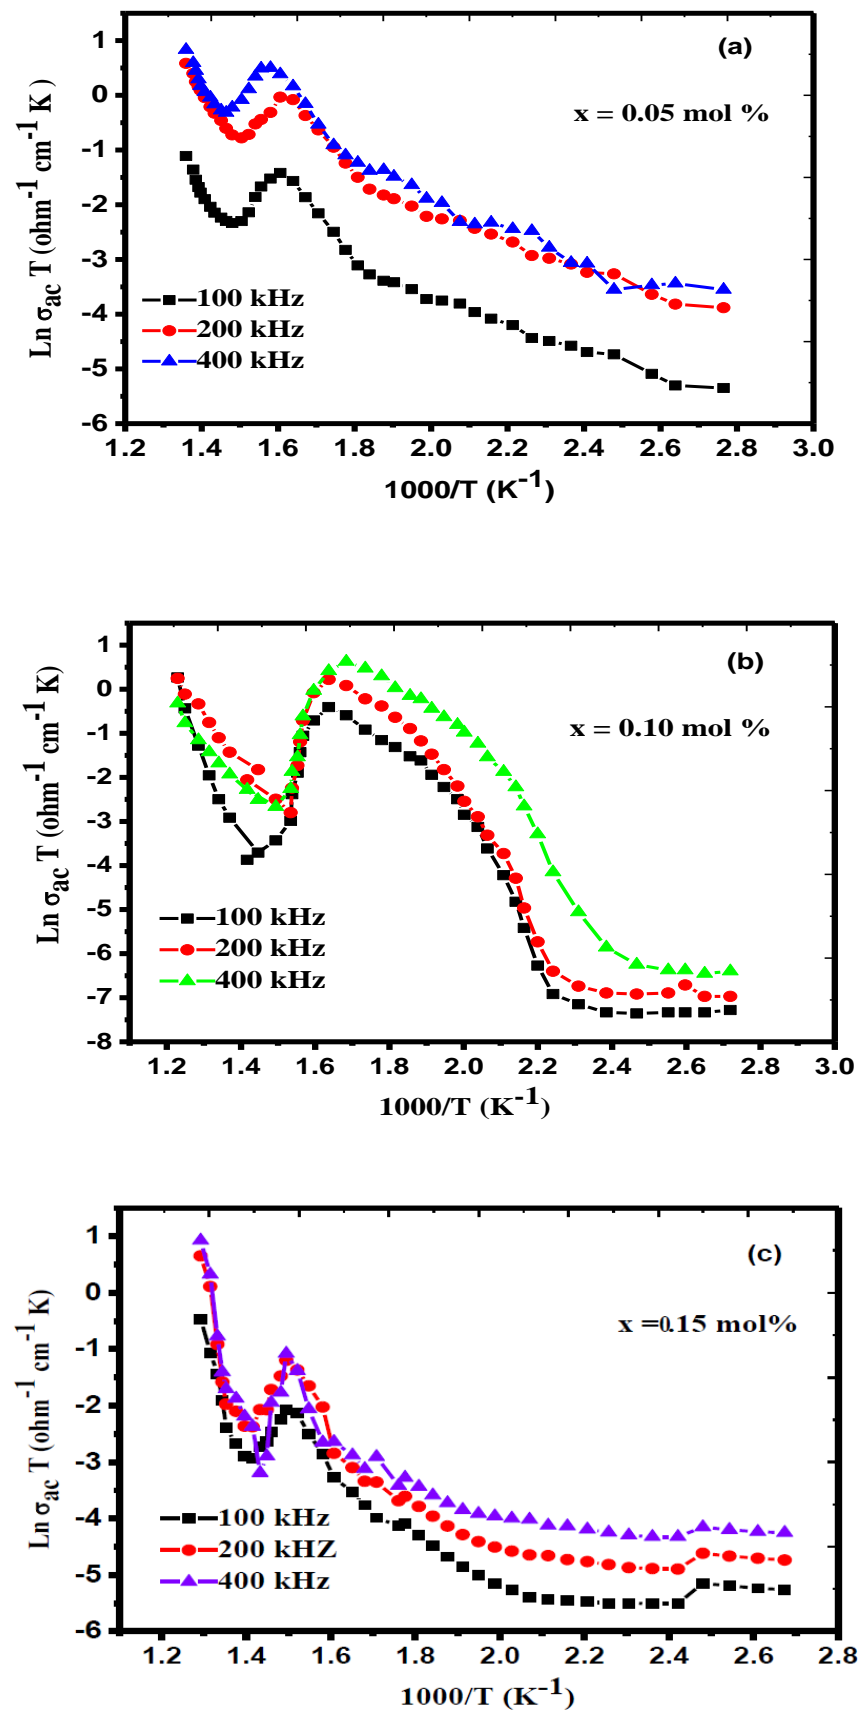 1
0
-1
-2
-3
-4
-5
-6
Ln σac T (ohm⁻¹ cm⁻¹ K )
(a)
x = 0.05 mol %
100 kHz
200 kHz
400 kHz
1.2 1.4 1.6 1.8 2.0 2.2 2.4 2.6 2.8 3.0
1000/T (K⁻¹)
1
0
-1
-2
-3
-4
-5
-6
-7
-8
Ln σac T (ohm⁻¹ cm⁻¹ K)
(b)
x = 0.10 mol %
100 kHz
200 kHz
400 kHz
1.2 1.4 1.6 1.8 2.0 2.2 2.4 2.6 2.8 3.0
1000/T (K⁻¹)
1
0
-1
-2
-3
-4
-5
-6
Ln σac T (ohm⁻¹ cm⁻¹ K)
(c)
x =0.15 mol%
100 kHz
200 kHZ
400 kHz
1.2 1.4 1.6 1.8 2.0 2.2 2.4 2.6 2.8
1000/T (K⁻¹)